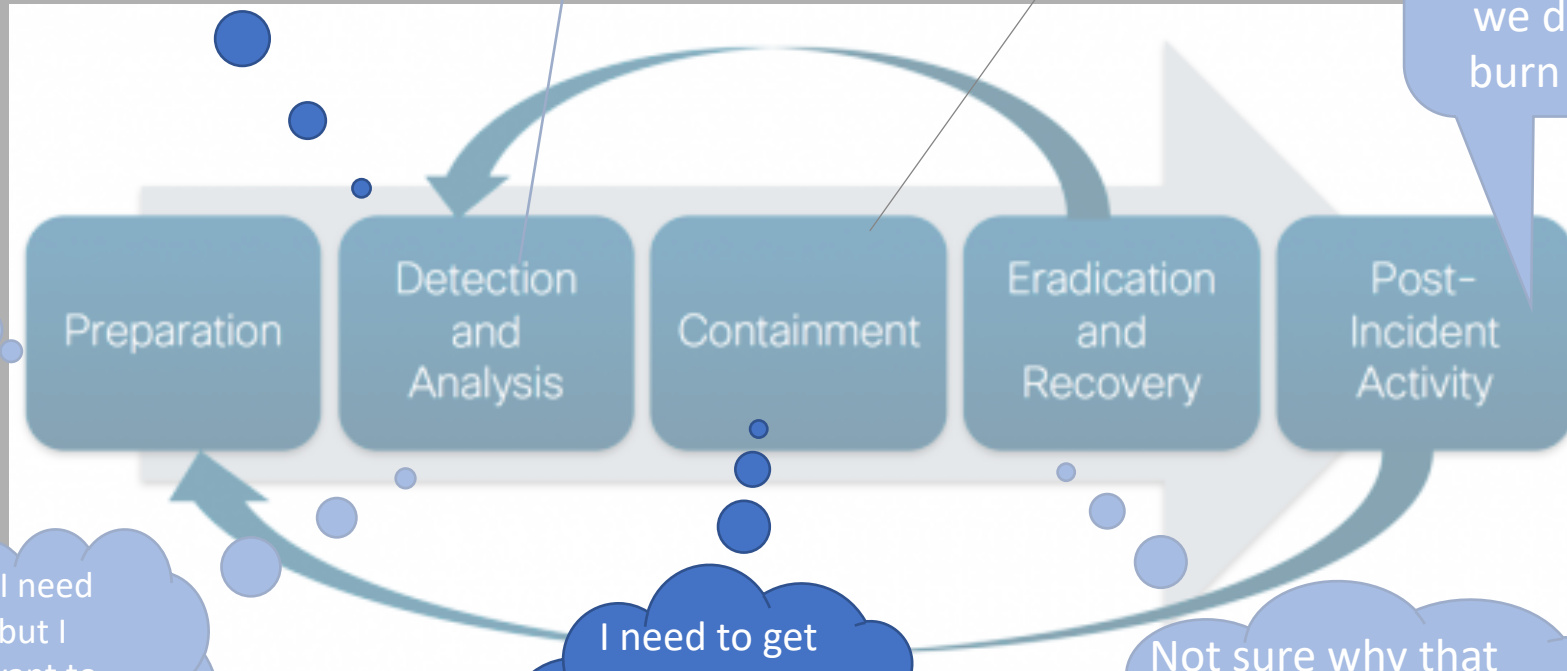 we d
burn
Preparation
Detection
and
Analysis
Containment
Eradication
and
Recovery
Post-
Incident
Activity
I need
but I
I need to get
Not sure why that